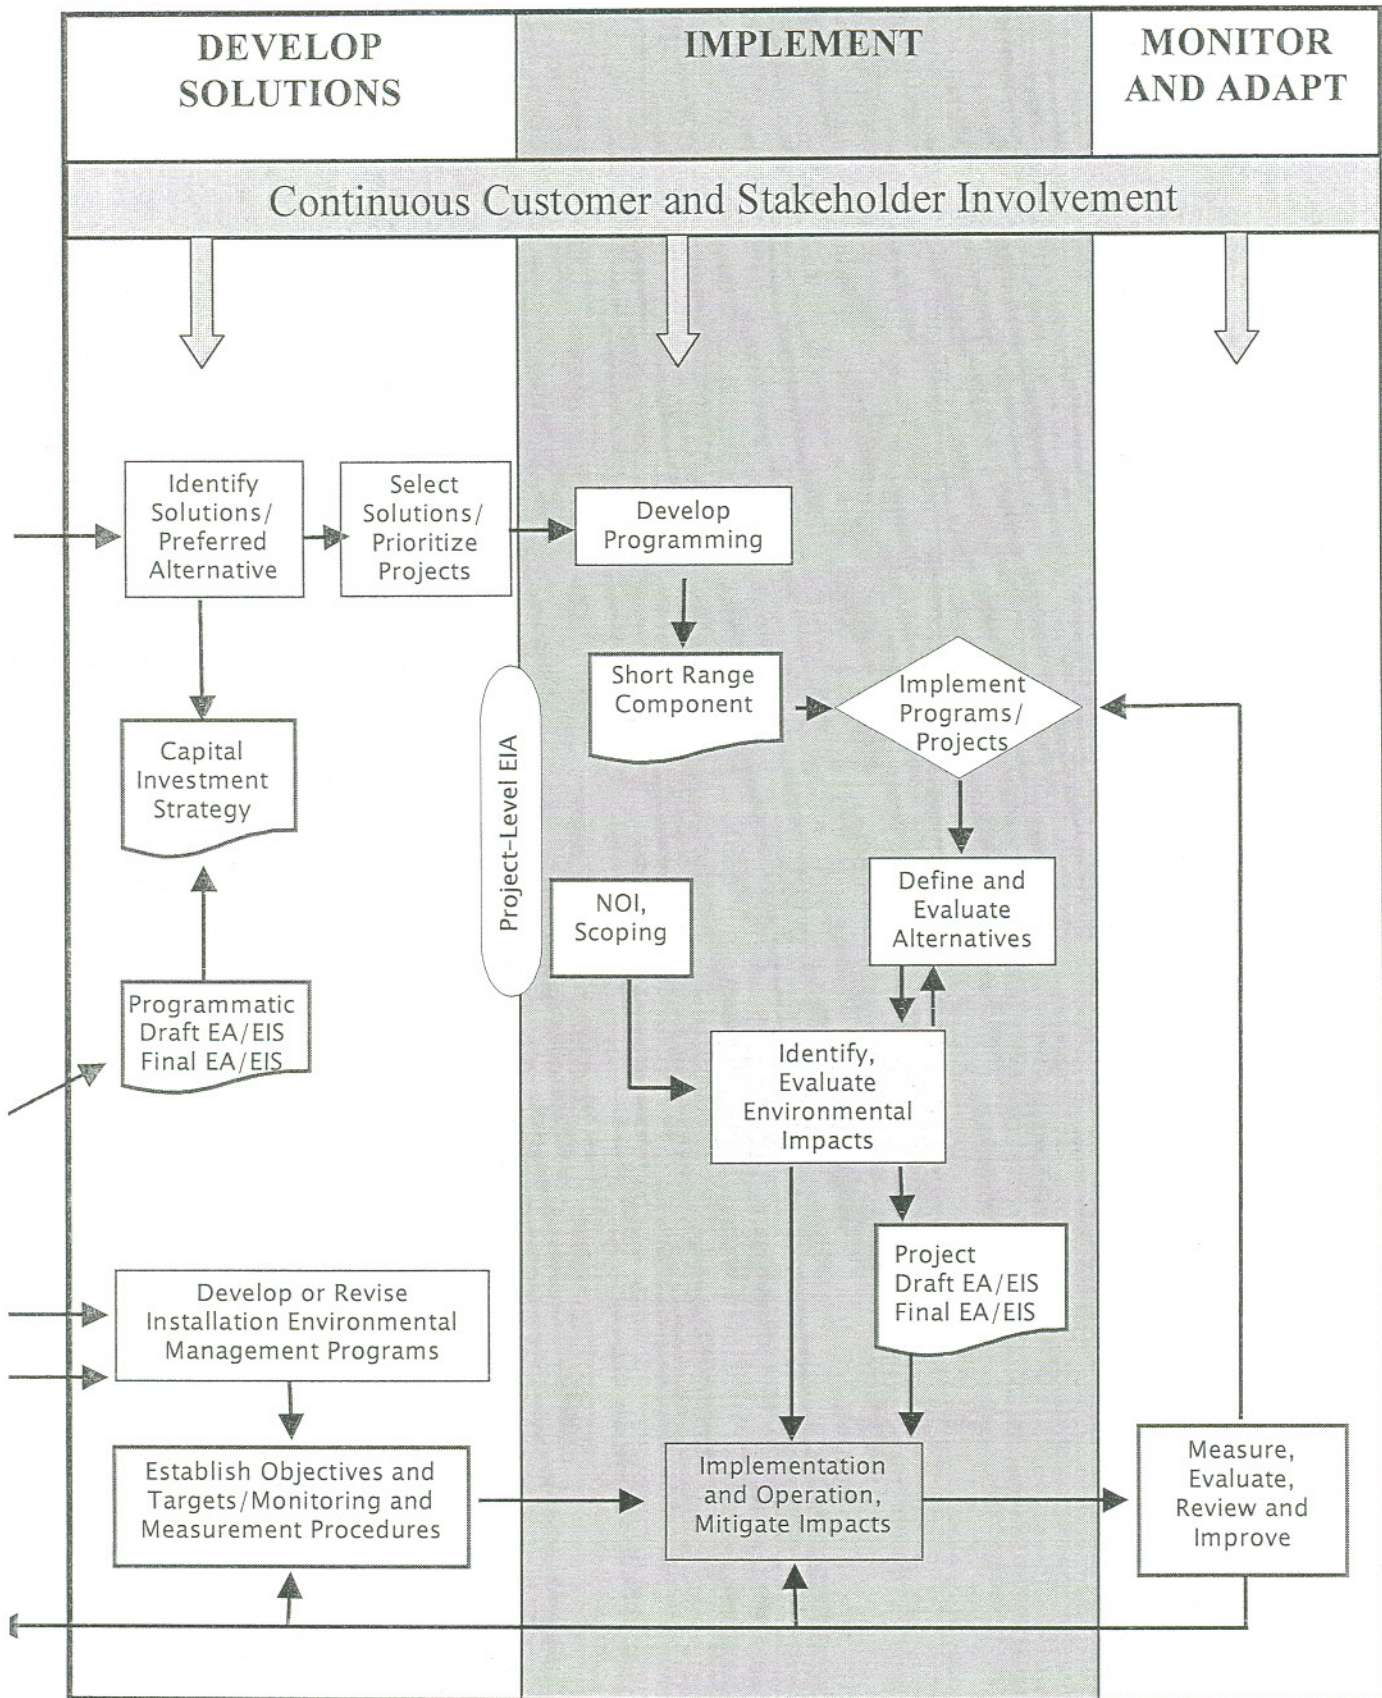 DEVELOP
SOLUTIONS
IMPLEMENT
MONITOR
AND ADAPT
Continuous Customer and Stakeholder Involvement
Identify
Solutions/
Preferred
Alternative
Select
Solutions/
Prioritize
Projects
Develop
Programming
Short Range
Component
Implement
Programs/
Projects
Capital
Investment
Strategy
Project-Level EIA
NOI,
Scoping
Define and
Evaluate
Alternatives
Programmatic
Draft EA/EIS
Final EA/EIS
Identify,
Evaluate
Environmental
Impacts
Project
Draft EA/EIS
Final EA/EIS
Develop or Revise
Installation Environmental
Management Programs
Establish Objectives and
Targets/Monitoring and
Measurement Procedures
Implementation
and Operation,
Mitigate Impacts
Measure,
Evaluate,
Review and
Improve